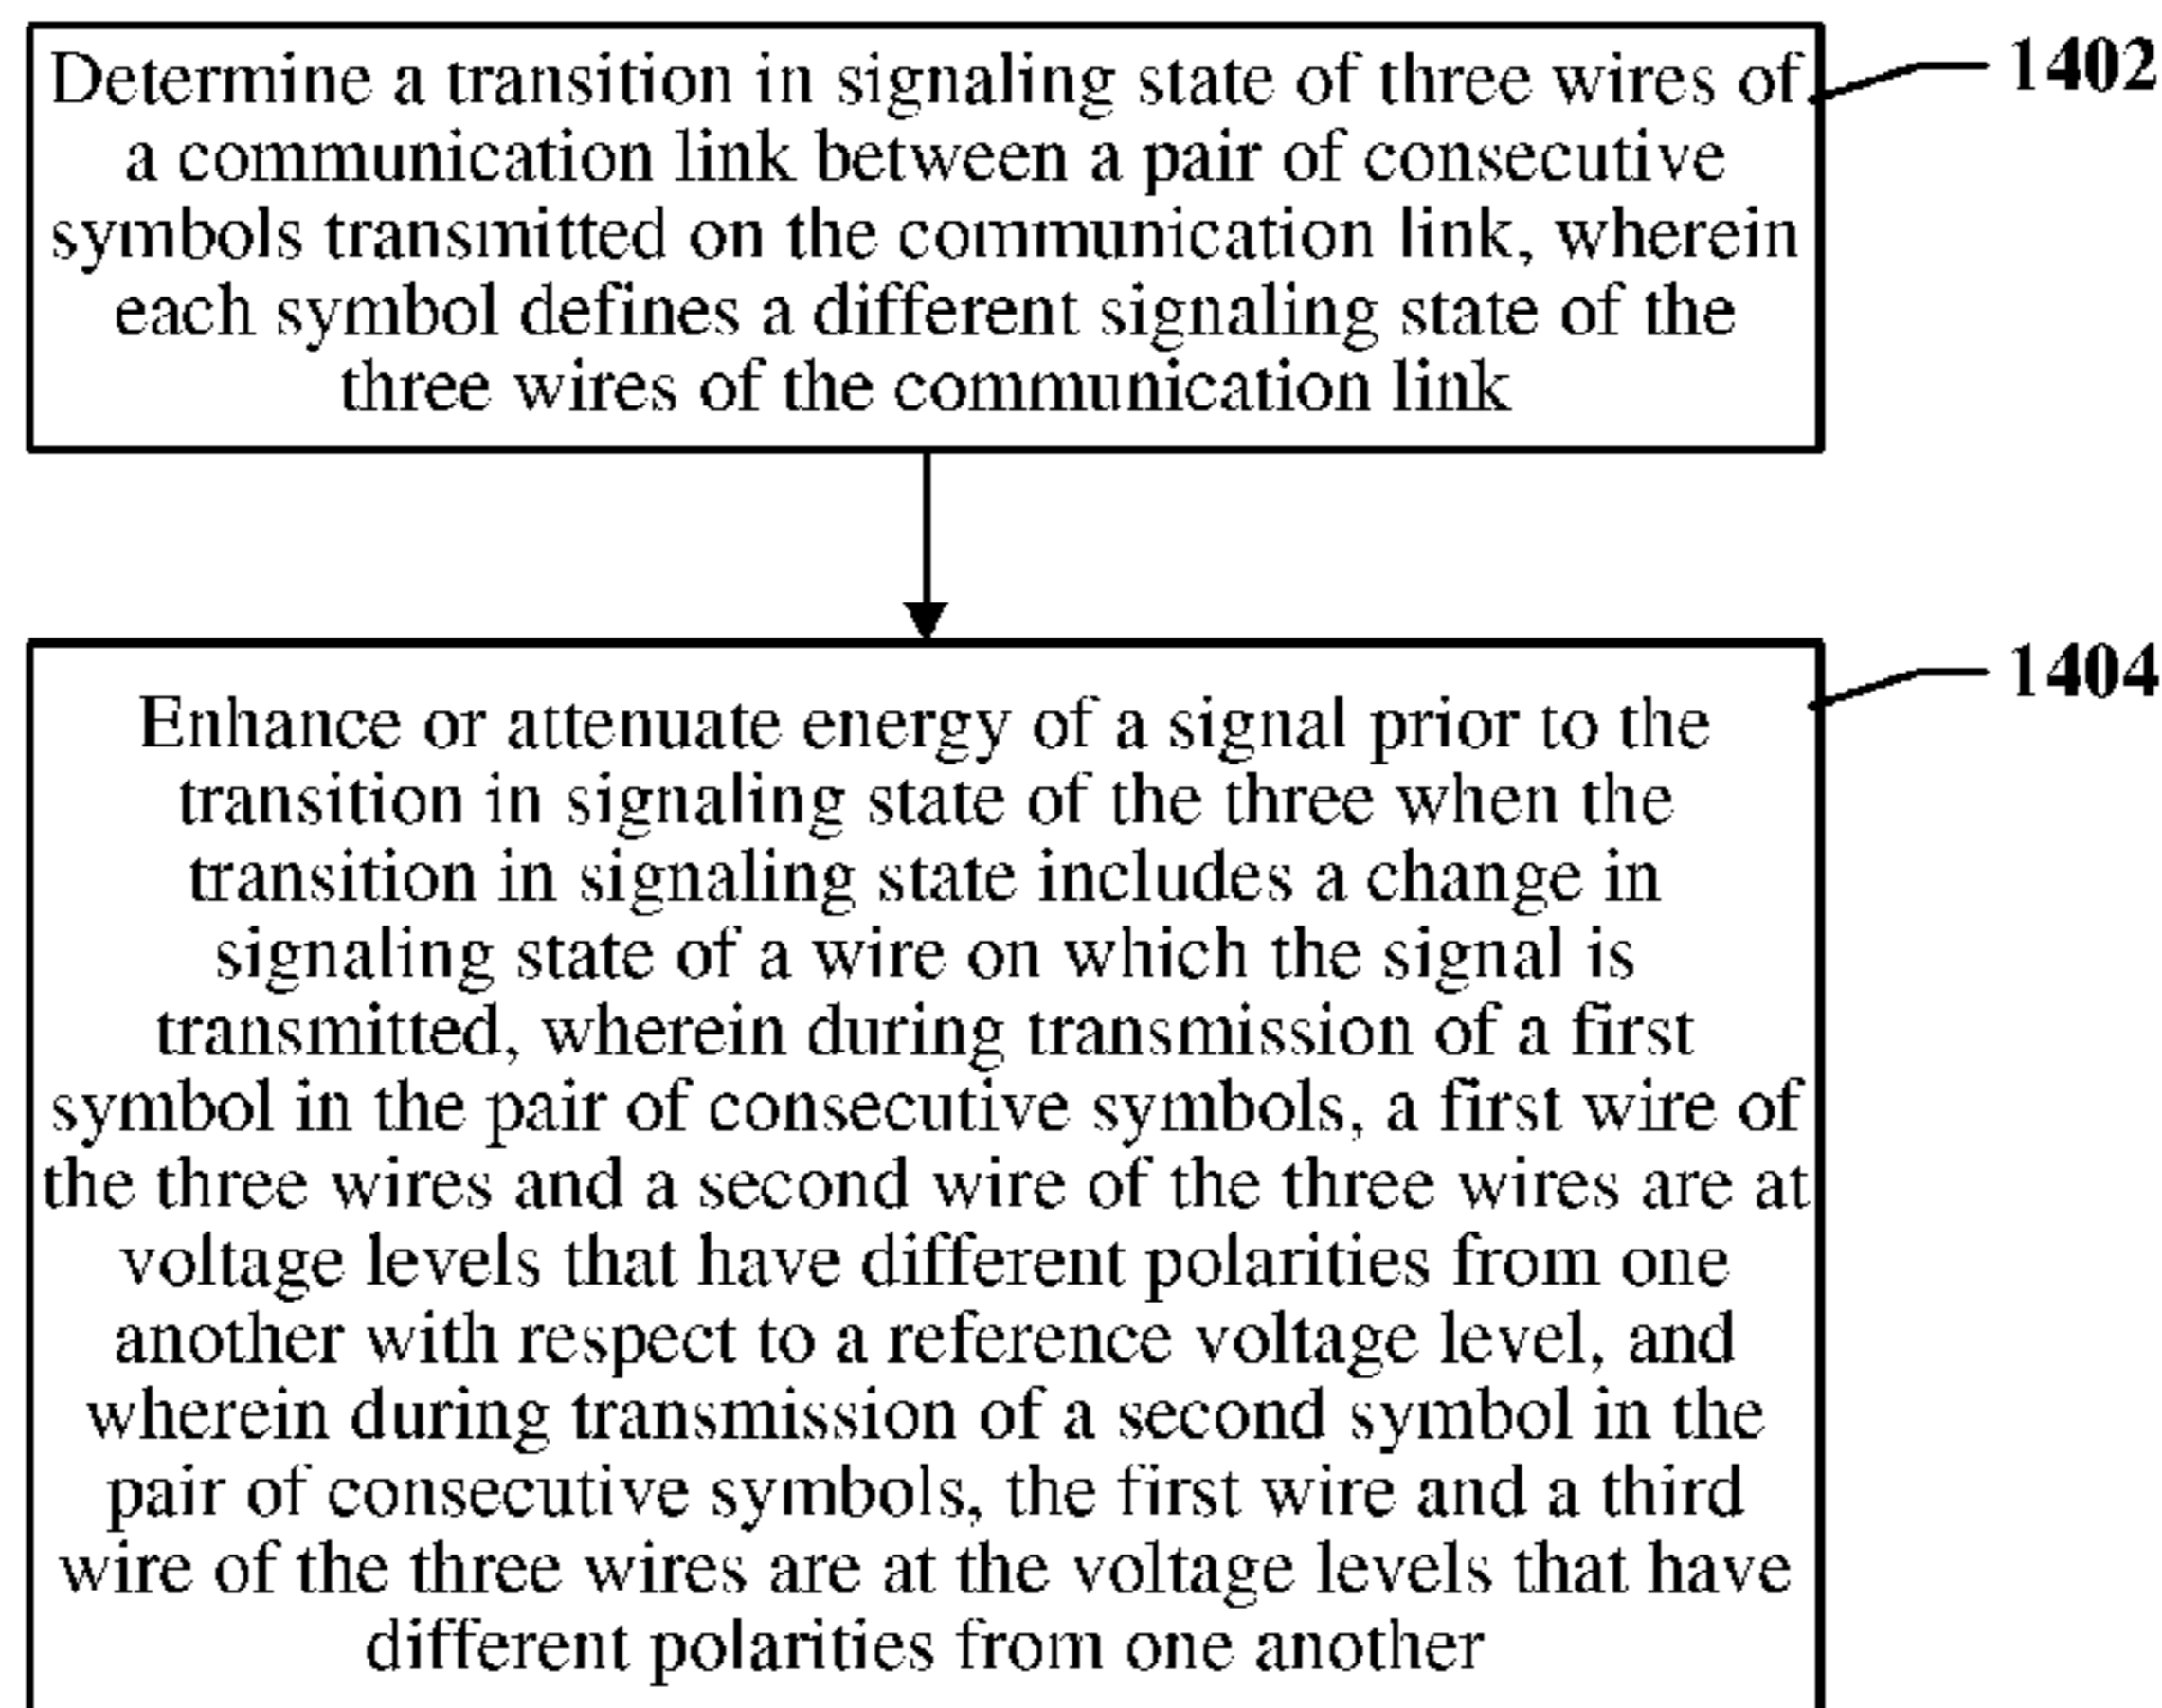 Determine a transition in signaling state of three wires of
a communication link between a pair of consecutive
symbols transmitted on the communication link, wherein
each symbol defines a different signaling state of the
three wires of the communication link
1402
Enhance or attenuate energy of a signal prior to the
transition in signaling state of the three when the
transition in signaling state includes a change in
signaling state of a wire on which the signal is
transmitted, wherein during transmission of a first
symbol in the pair of consecutive symbols, a first wire of
the three wires and a second wire of the three wires are at
voltage levels that have different polarities from one
another with respect to a reference voltage level, and
wherein during transmission of a second symbol in the
pair of consecutive symbols, the first wire and a third
wire of the three wires are at the voltage levels that have
different polarities from one another
1404